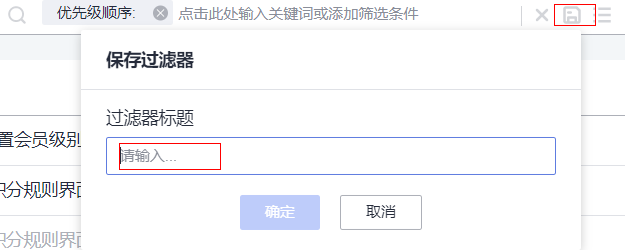 优先级顺序: 点击此处输入关键词或添加筛选条件
保存过滤器
过滤器标题
置会员级别
请输入...
积分规则界面
确定 取消
积分规则界面